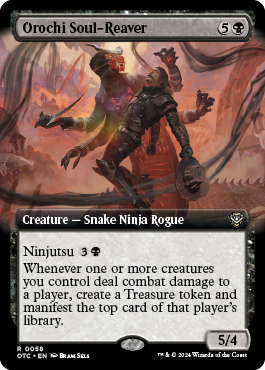 Orochi Soul-Reaver 5
Creature — Snake Ninja Rogue
Ninjutsu 3
Whenever one or more creatures
you control deal combat damage to
a player, create a Treasure token and
manifest the top card of that player's
library.
5/4
R 0058
OTC • EN Bram Sels
™ & © 2024 Wizards of the Coast